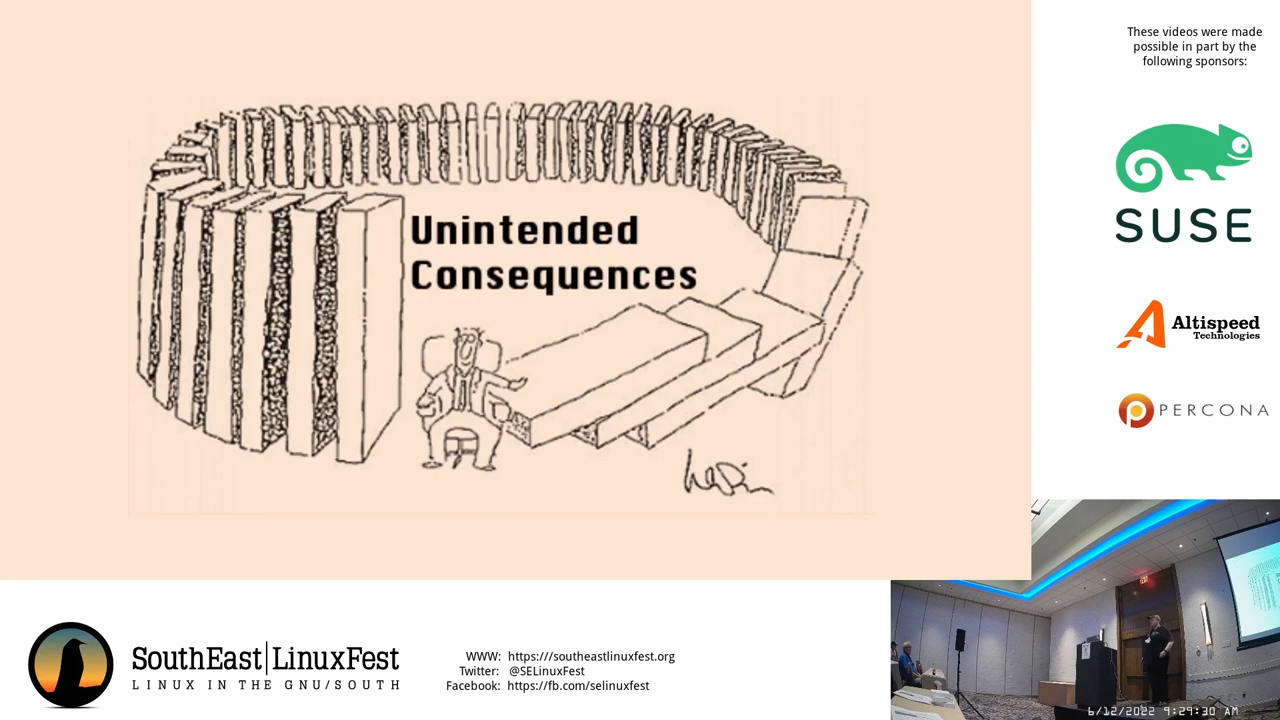 Unintended
Consequences
These videos were made
possible in part by the
following sponsors:
SUSE
Altispeed
Technologies
PERCONA
SouthEast|LinuxFest
LINUX IN THE GNU/SOUTH
WWW: https:///southeastlinuxfest.org
Twitter: @SELinuxFest
Facebook: https://fb.com/selinuxfest
EXIT
6/12/2022 9:29:30 AM